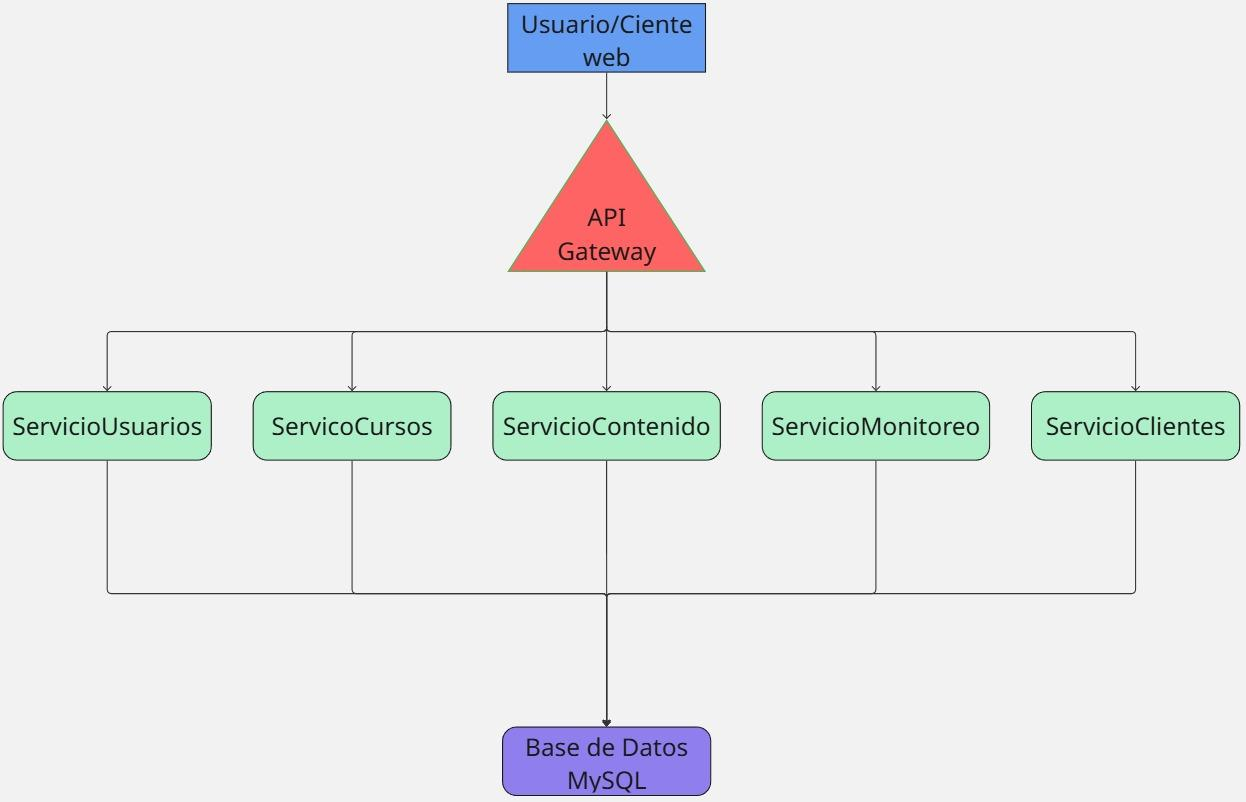 Usuario/Ciente
web
API
Gateway
ServicioUsuarios
ServicoCursos
ServicioContenido
ServicioMonitoreo
ServicioClientes
Base de Datos
MySQL